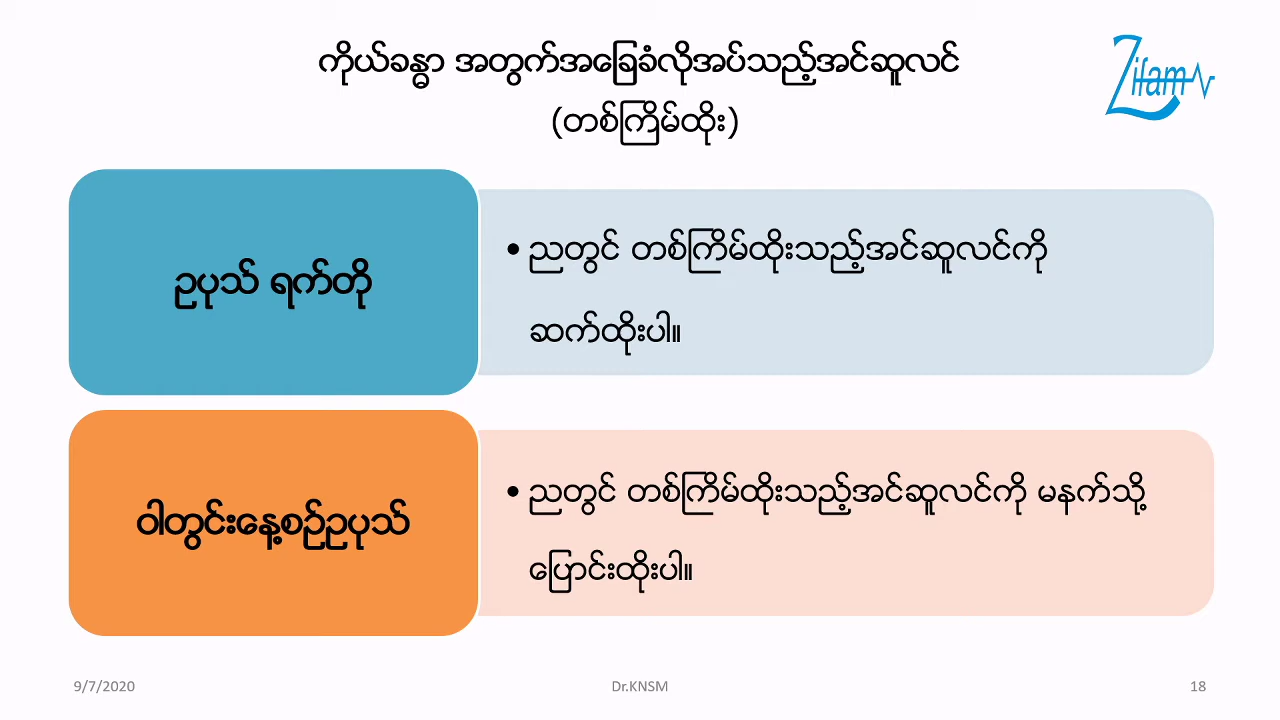 ကိုယ်ခန္ဓာ အတွက်အခြေခံလိုအပ်သည့်အင်ဆူလင်
(တစ်ကြိမ်ထိုး)
Zifam
ဥပုသ် ရက်တို
• ညတွင် တစ်ကြိမ်ထိုးသည့်အင်ဆူလင်ကို
ဆက်ထိုးပါ။
ဝါတွင်းနေ့စဉ်ဥပုသ်
• ညတွင် တစ်ကြိမ်ထိုးသည့်အင်ဆူလင်ကို မနက်သို့
ပြောင်းထိုးပါ။
9/7/2020
Dr.KNSM
18